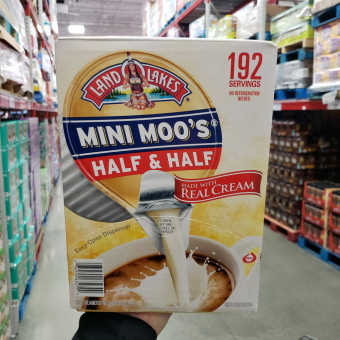 LAND O LAKES
192
SERVINGS
NO REFRIGERATION
NEEDED
MINI MOO'S®
HALF & HALF
MADE WITH
REAL CREAM
Easy-Open Dispenser